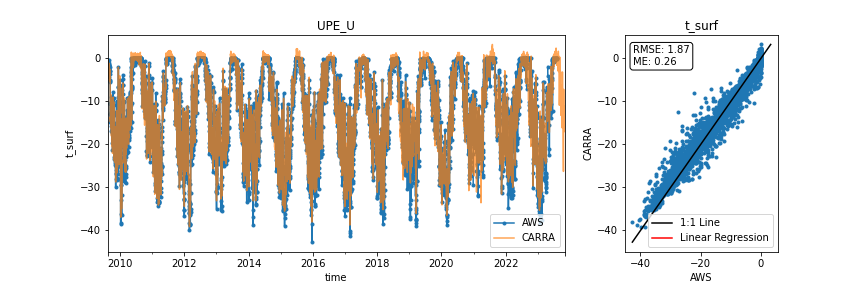 UPE_U
t_surf
0
−10
−20
−30
−40
2010
2012
2014
2016
2018
2020
2022
time
AWS
CARRA
t_surf
CARRA
0
−10
−20
−30
−40
RMSE: 1.87
ME: 0.26
1:1 Line
Linear Regression
−40
−20
0
AWS